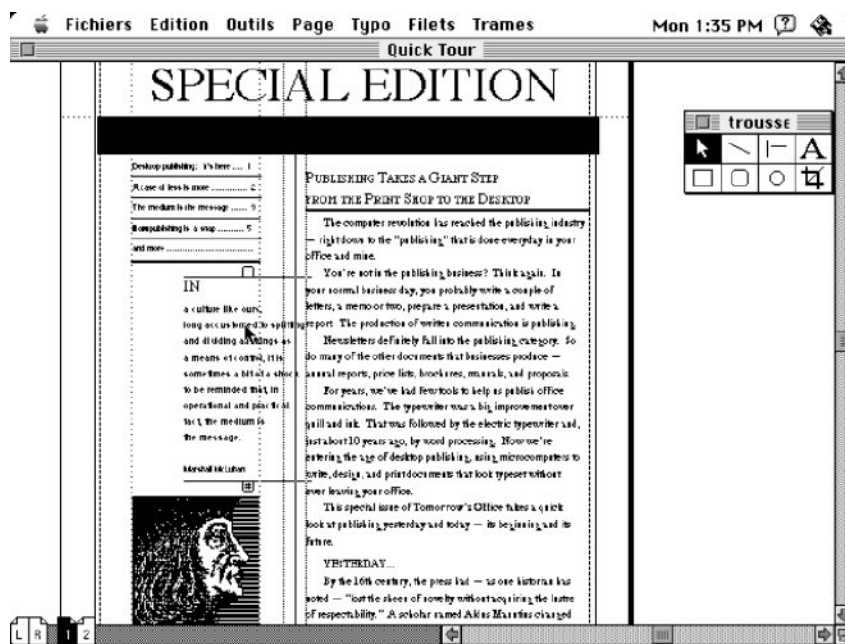 Fichiers Edition Outils Page Typo Filets Trames Mon 1:35 PM
Quick Tour
SPECIAL EDITION
trousse
A
Desktop publishing: It's here .... 1
A case of less is more ............. 2
The medium is the message ...... 3
is a snap .......... 5
and more ..............................
IN
a culture like ours,
long accustomed to splitting
and dividing all things as
a means of control, it is
sometimes a bit of a shock
to be reminded that, in
operational and practical
fact, the medium is
the message.
Marshall McLuhan
PUBLISHING TAKES A GIANT STEP
FROM THE PRINT SHOP TO THE DESKTOP
The computer revolution has reached the publishing industry
— right down to the "publishing" that is done everyday in your
office and mine.
You're not in the publishing business? Think again. In
your normal business day, you probably write a couple of
letters, a memo or two, prepare a presentation, and write a
report. The production of written communication is publishing.
Newsletters definitely fall into the publishing category. So
do many of the other documents that businesses produce —
annual reports, price lists, brochures, manuals, and proposals.
For years, we've had few tools to help us publish office
communications. The typewriter was a big improvement over
quill and ink. That was followed by the electric typewriter and,
just about 10 years ago, by word processing. Now we're
entering the age of desktop publishing, using microcomputers to
write, design, and print documents that look typeset without
ever leaving your office.
This special issue of Tomorrow's Office takes a quick
look at publishing yesterday and today — its beginning and its
future.
YESTERDAY...
By the 16th century, the press had — as one historian has
noted — "lost the sheen of novelty without acquiring the lustre
of respectability." A scholar named Aldus Manutius changed
L R 1 2